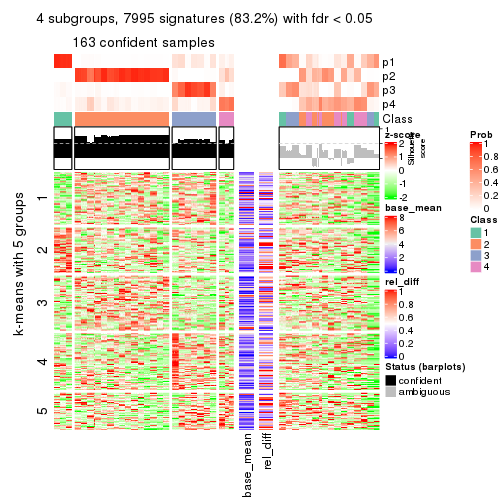 4 subgroups, 7995 signatures (83.2%) with fdr < 0.05
163 confident samples
p1
p2
p3
p4
Class
1
Silhouette
score
z-score
2
1
0
-1
-2
base_mean
8
6
4
2
0
rel_diff
1
0.8
0.6
0.4
0.2
0
Status (barplots)
confident
ambiguous
Prob
1
0.8
0.6
0.4
0.2
0
Class
1
2
3
4
k-means with 5 groups
1
2
3
4
5
base_mean
rel_diff